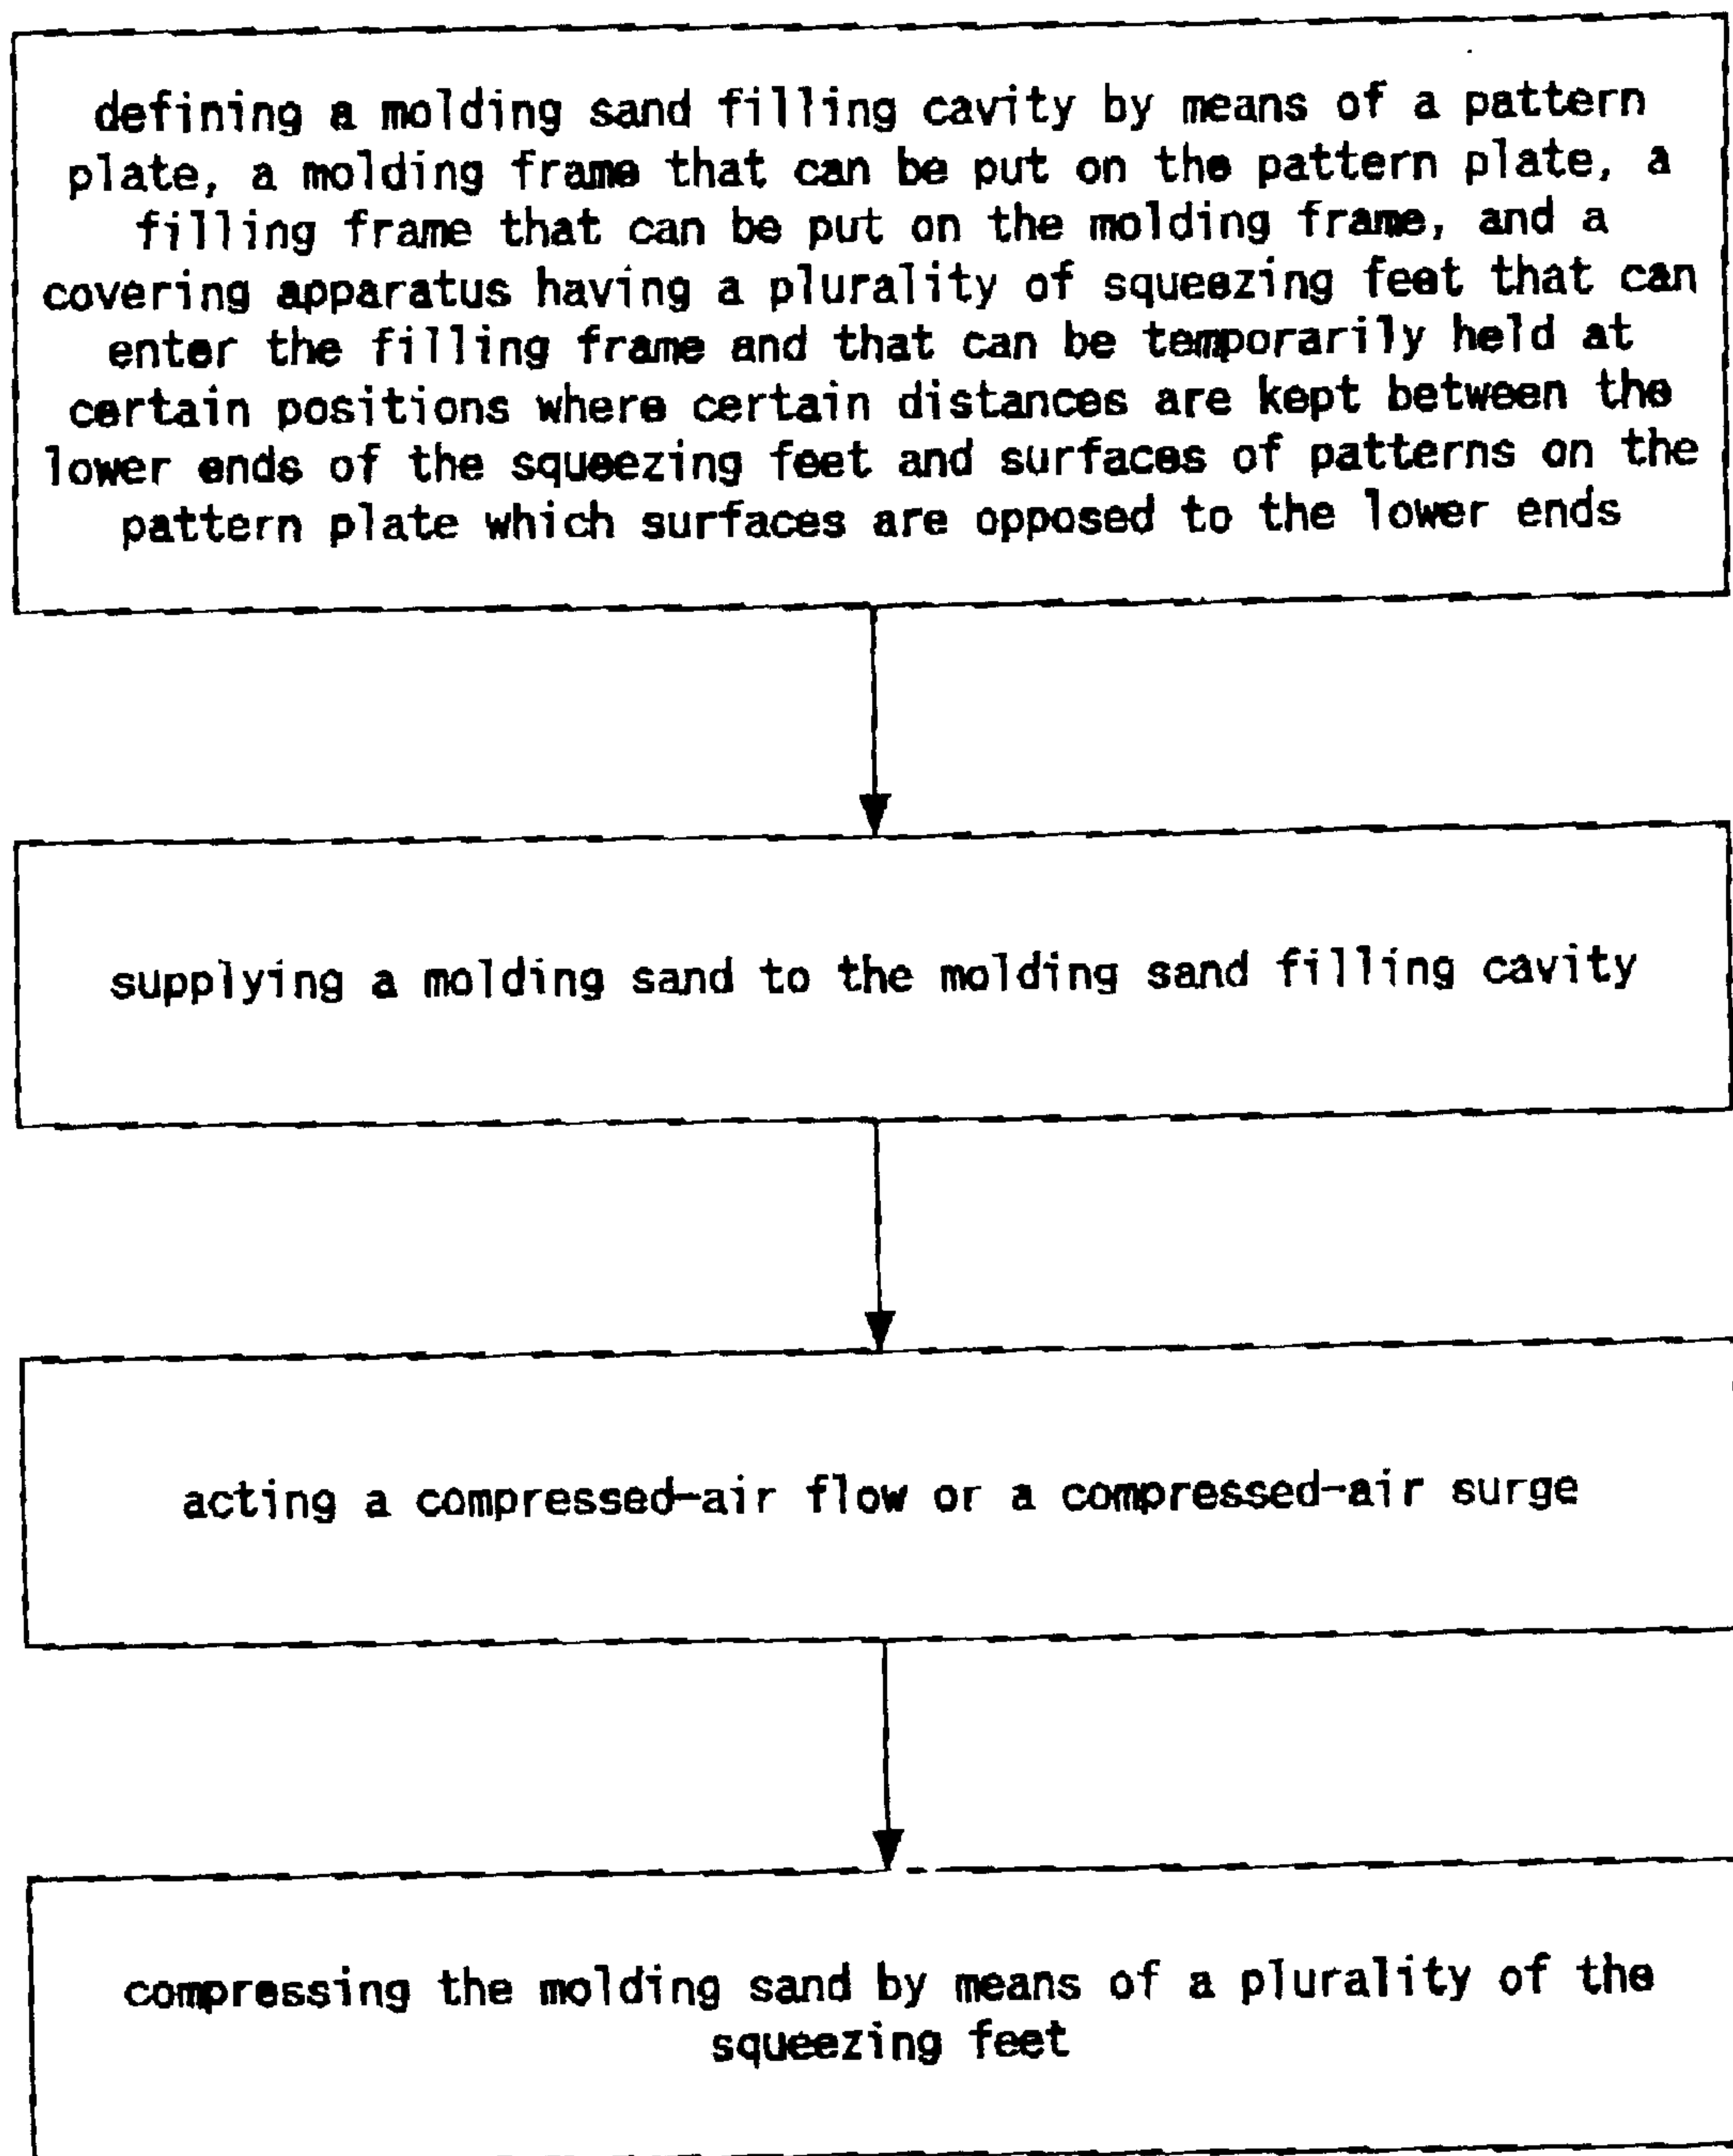 defining a molding sand filling cavity by means of a pattern
plate, a molding frame that can be put on the pattern plate, a
filling frame that can be put on the molding frame, and a
covering apparatus having a plurality of squeezing feet that can
enter the filling frame and that can be temporarily held at
certain positions where certain distances are kept between the
lower ends of the squeezing feet and surfaces of patterns on the
pattern plate which surfaces are opposed to the lower ends
supplying a molding sand to the molding sand filling cavity
acting a compressed-air flow or a compressed-air surge
compressing the molding sand by means of a plurality of the
squeezing feet